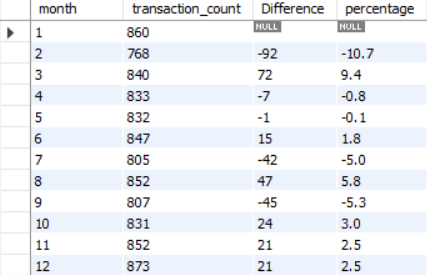 month transaction_count Difference percentage
1 860 NULL NULL
2 768 -92 -10.7
3 840 72 9.4
4 833 -7 -0.8
5 832 -1 -0.1
6 847 15 1.8
7 805 -42 -5.0
8 852 47 5.8
9 807 -45 -5.3
10 831 24 3.0
11 852 21 2.5
12 873 21 2.5